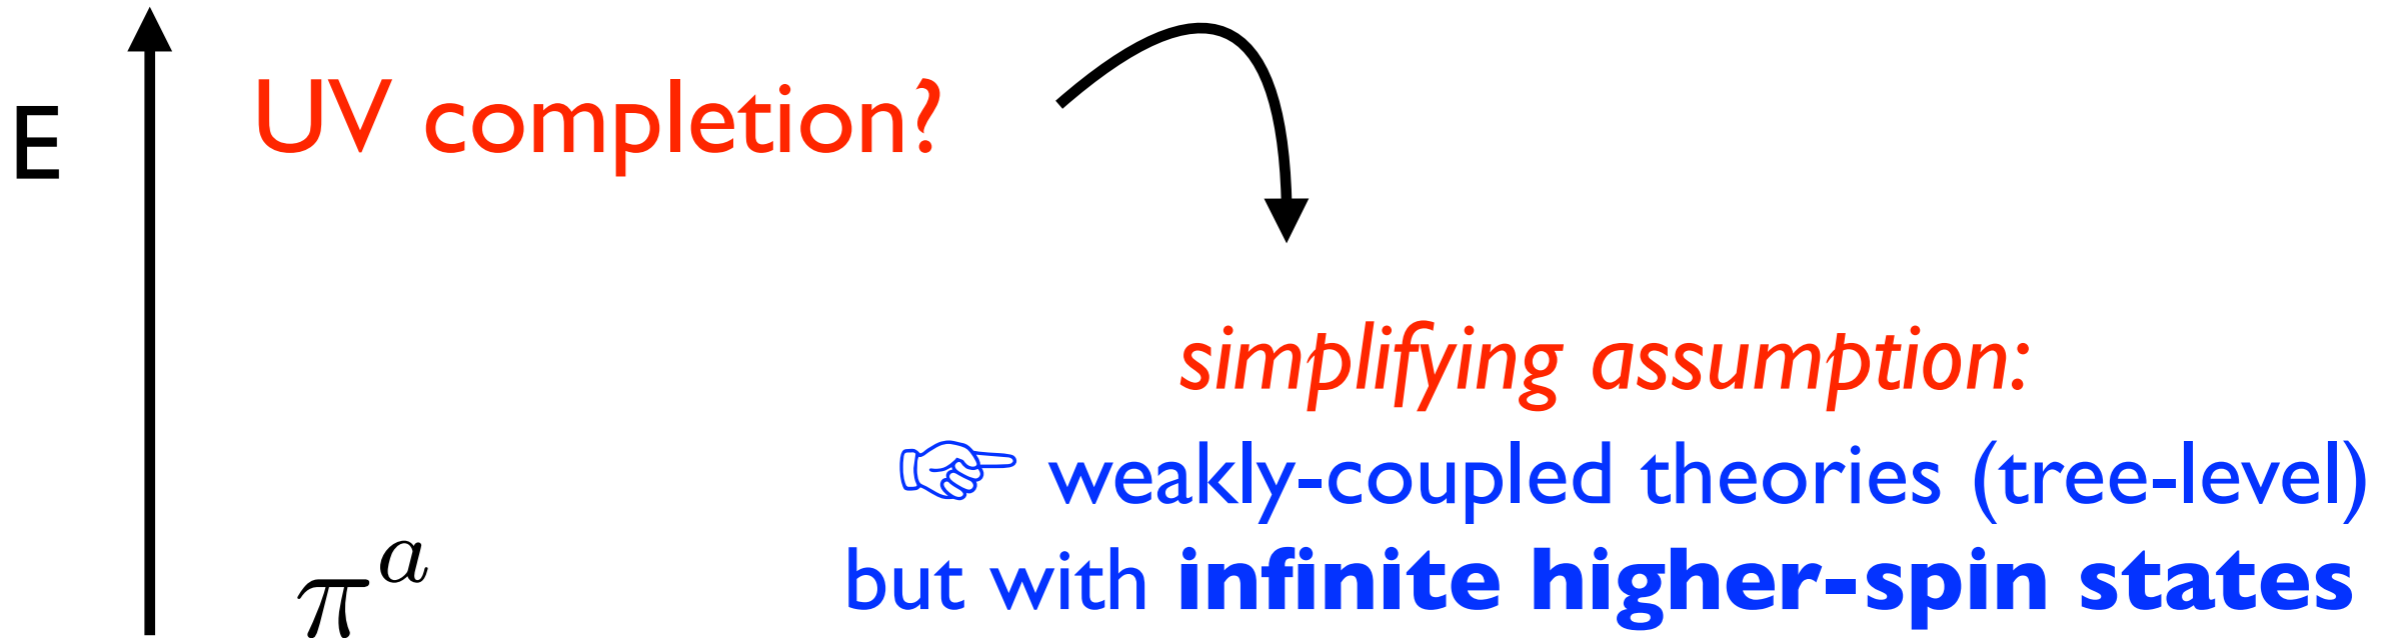 E
UV completion?
simplifying assumption:
☞ weakly-coupled theories (tree-level)
but with infinite higher-spin states
π^a